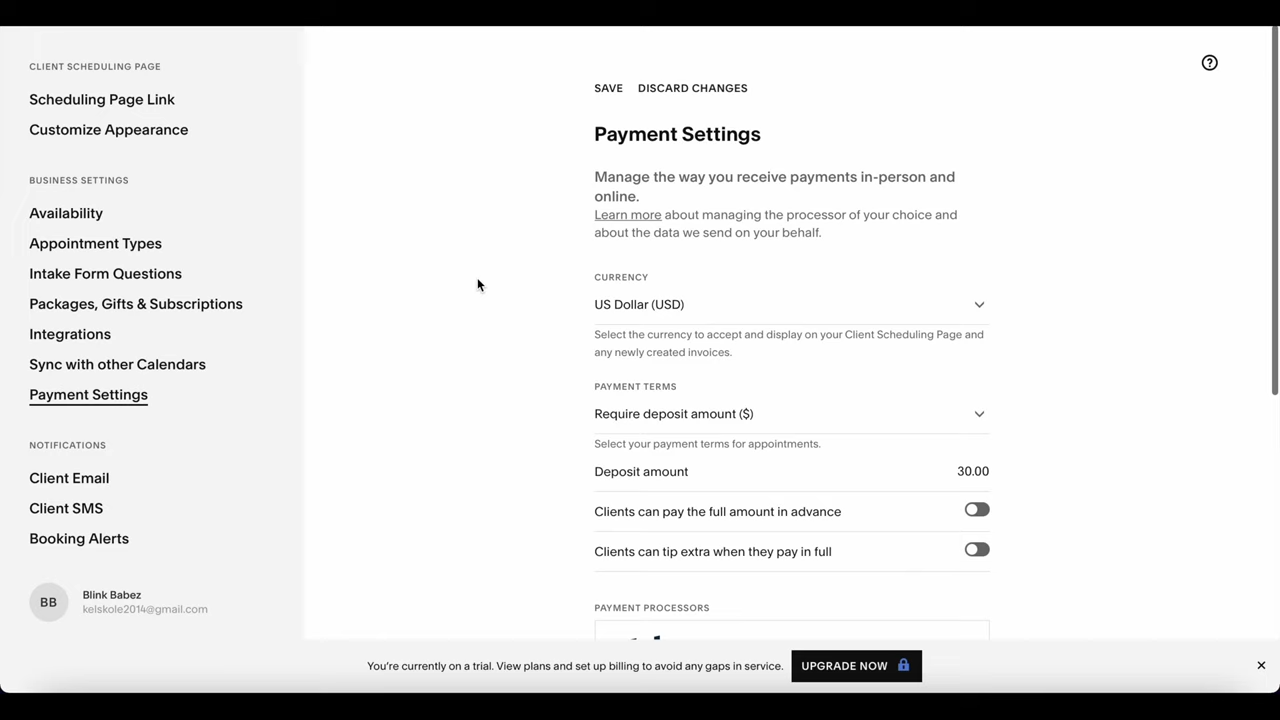 CLIENT SCHEDULING PAGE
Scheduling Page Link
Customize Appearance
BUSINESS SETTINGS
Availability
Appointment Types
Intake Form Questions
Packages, Gifts & Subscriptions
Integrations
Sync with other Calendars
Payment Settings
NOTIFICATIONS
Client Email
Client SMS
Booking Alerts
BB
Blink Babez
kelskole2014@gmail.com
SAVE DISCARD CHANGES
Payment Settings
Manage the way you receive payments in-person and
online.
Learn more about managing the processor of your choice and
about the data we send on your behalf.
CURRENCY
US Dollar (USD)
Select the currency to accept and display on your Client Scheduling Page and
any newly created invoices.
PAYMENT TERMS
Require deposit amount ($)
Select your payment terms for appointments.
Deposit amount 30.00
Clients can pay the full amount in advance
Clients can tip extra when they pay in full
PAYMENT PROCESSORS
You're currently on a trial. View plans and set up billing to avoid any gaps in service. UPGRADE NOW